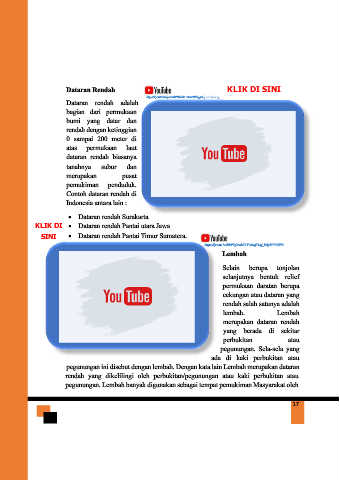 Dataran Rendah
YouTube
KLIK DI SINI
Dataran rendah adalah
bagian dari permukaan
bumi yang datar dan
rendah dengan ketinggian
0 sampai 200 meter di
atas permukaan laut
dataran rendah biasanya
tanahnya subur dan
merupakan pusat
pemukiman penduduk.
Contoh dataran rendah di
Indonesia antara lain :
You Tube
• Dataran rendah Surakarta
• Dataran rendah Pantai utara Jawa
• Dataran rendah Pantai Timur Sumatera.
KLIK DI
SINI
YouTube
You Tube
Lembah
Selain berupa tonjolan
selanjutnya bentuk relief
permukaan daratan berupa
cekungan atau dataran yang
rendah salah satunya adalah
lembah. Lembah
merupakan dataran rendah
yang berada di sekitar
perbukitan atau
pegunungan. Sela-sela yang
ada di kaki perbukitan atau
pegunungan ini disebut dengan lembah. Dengan kata lain Lembah merupakan dataran
rendah yang dikelilingi oleh perbukitan/pegunungan atau kaki perbukitan atau
pegunungan. Lembah banyak digunakan sebagai tempat pemukiman Masyarakat oleh
17